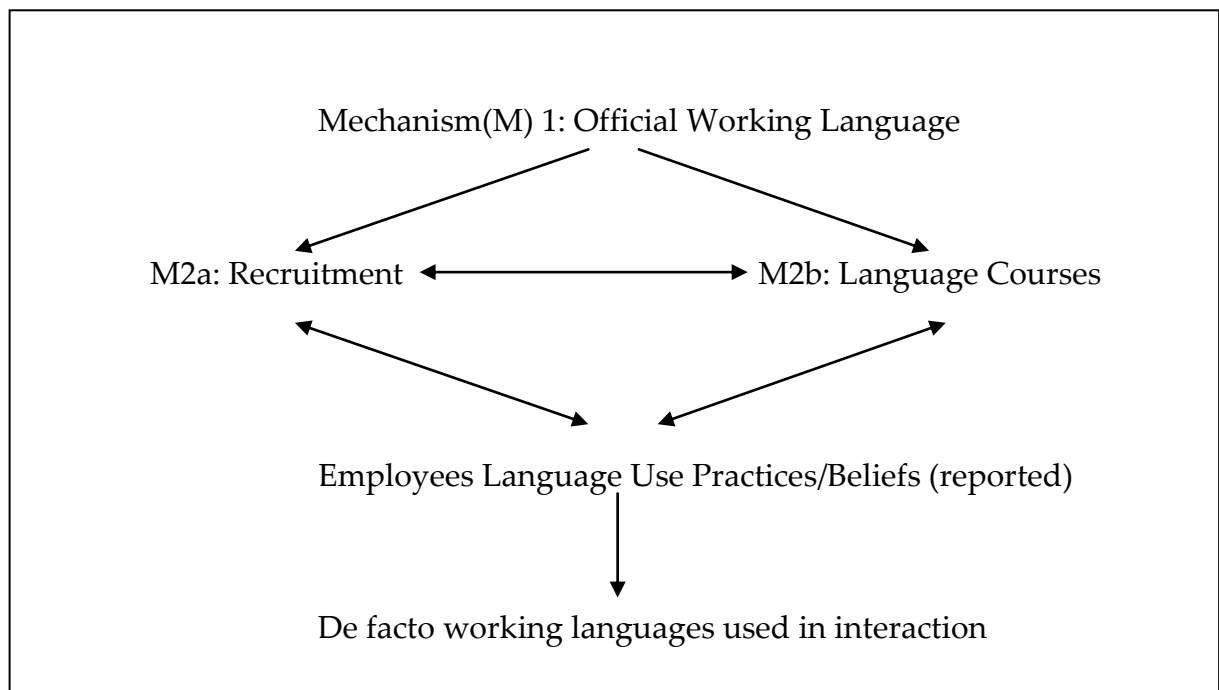 Mechanism(M) 1: Official Working Language
M2a: Recruitment
M2b: Language Courses
Employees Language Use Practices/Beliefs (reported)
De facto working languages used in interaction